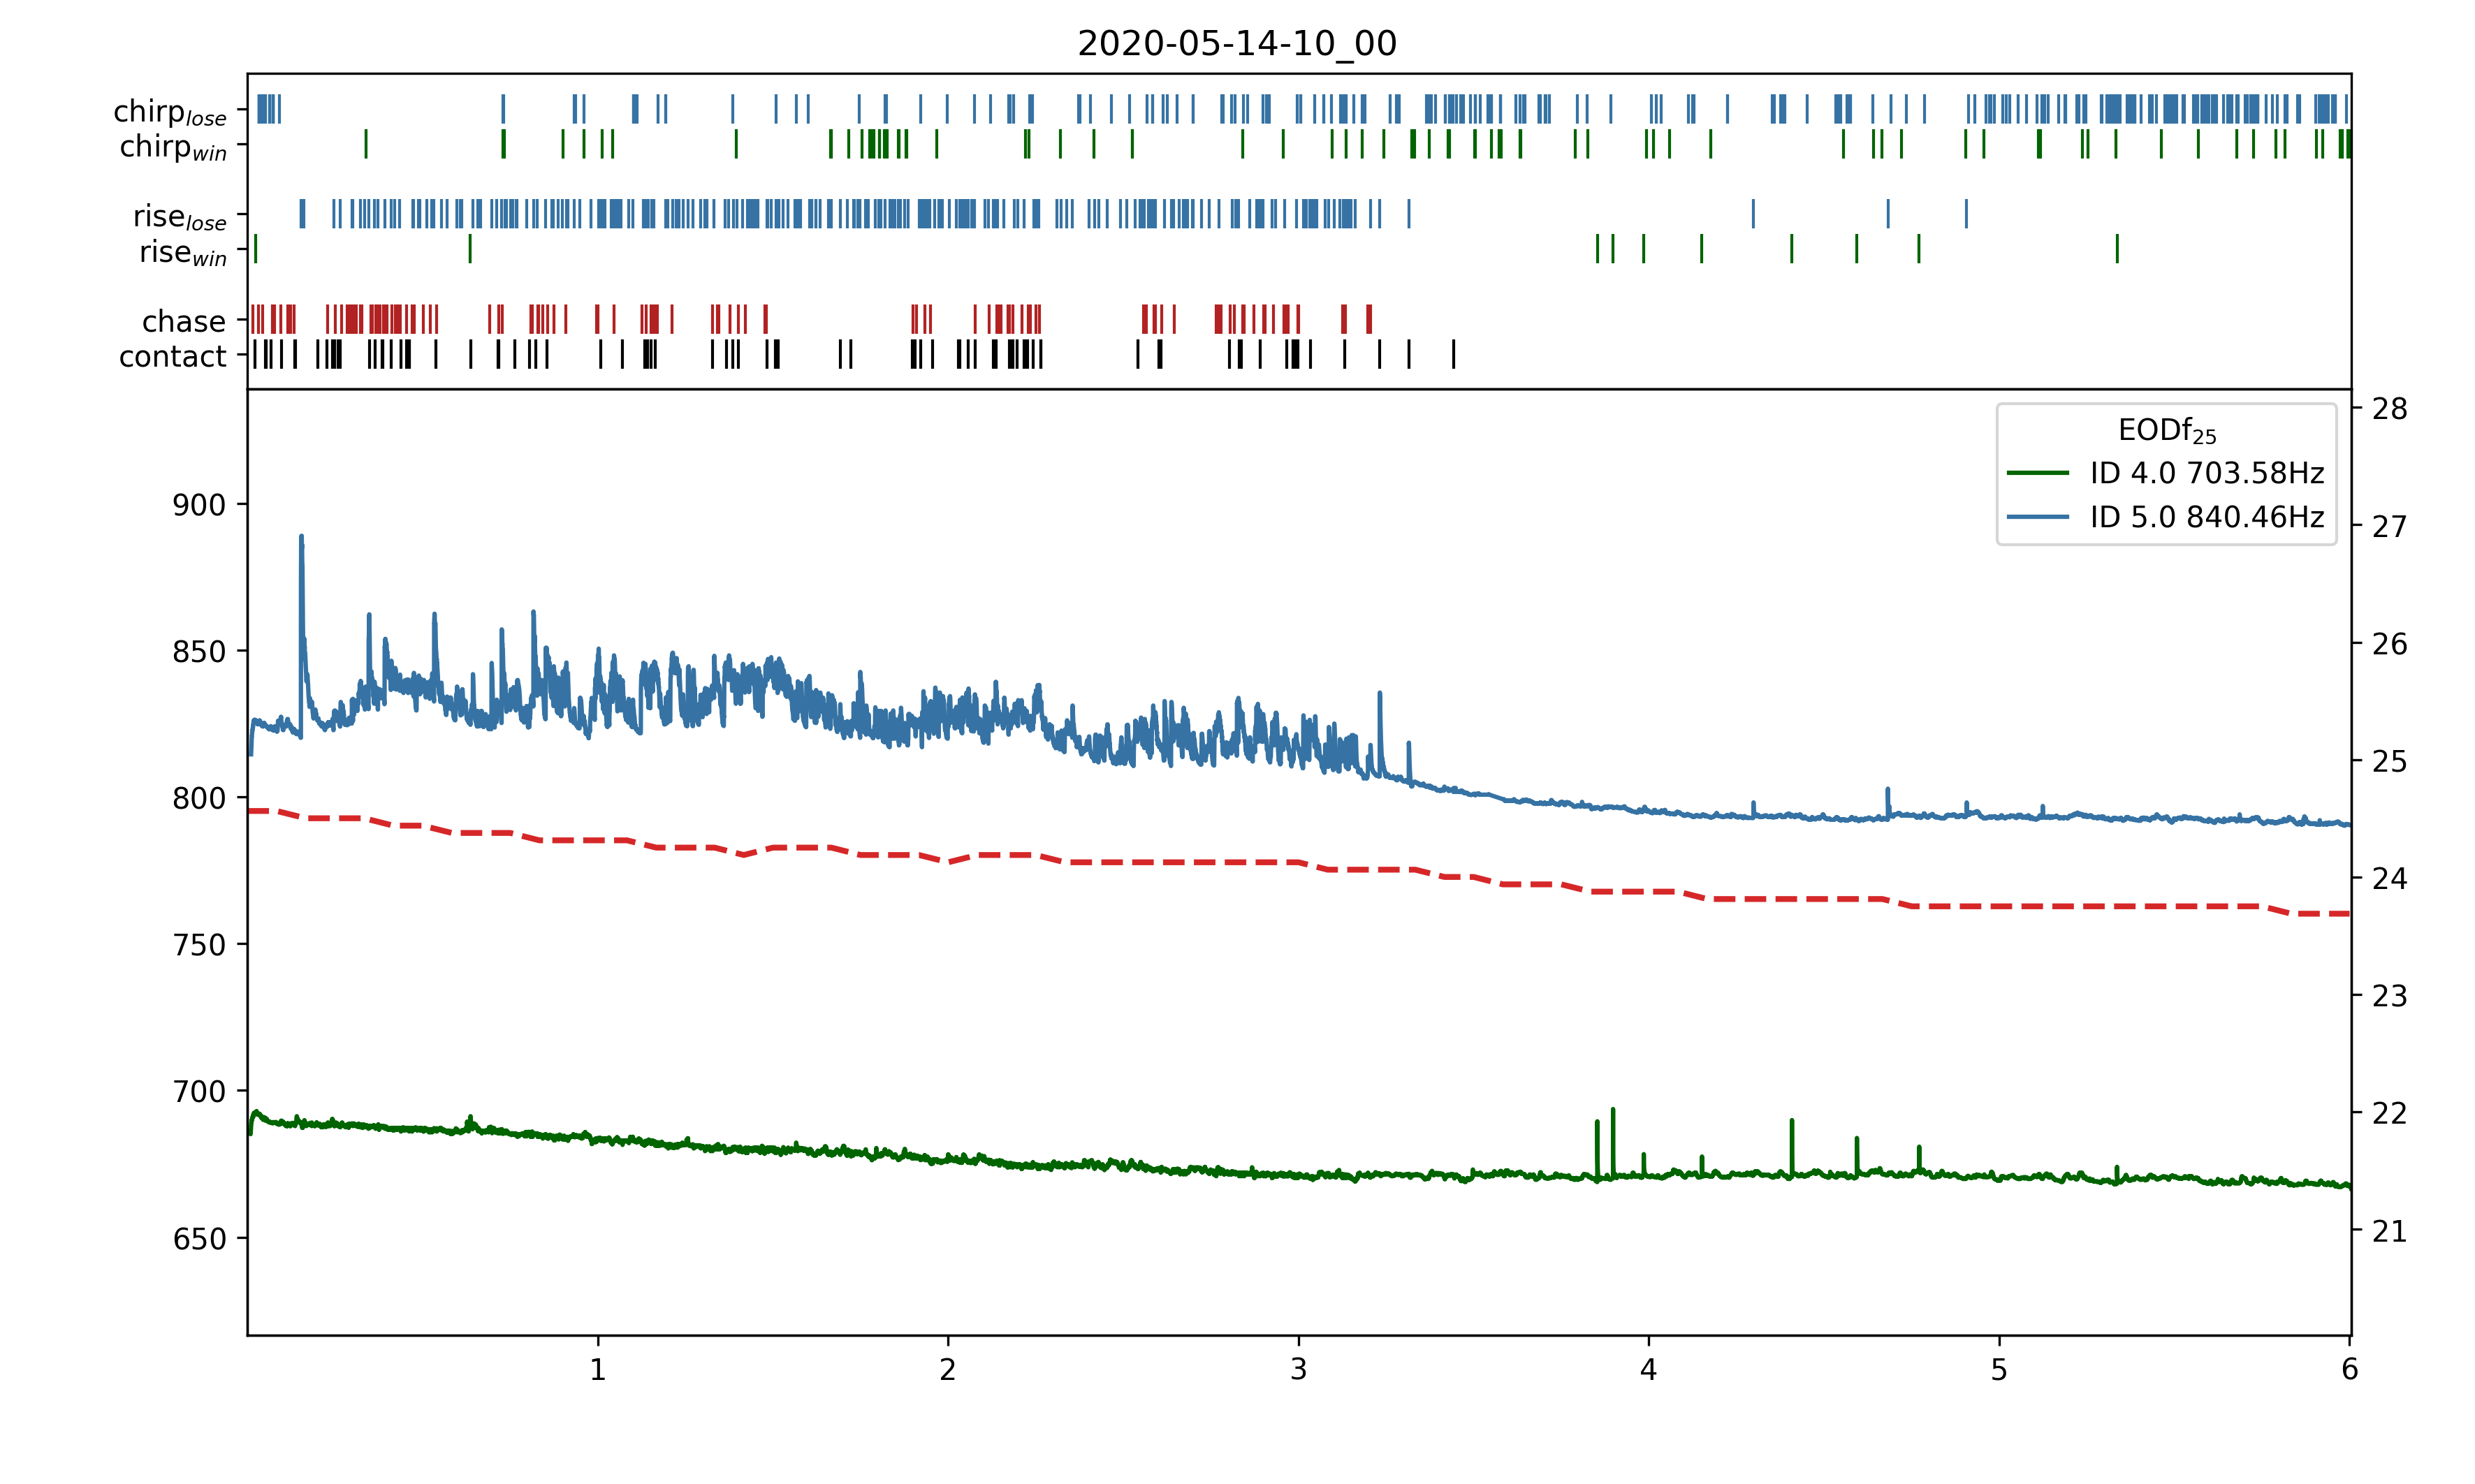 2020-05-14-10_00
chirp_lose
chirp_win
rise_lose
rise_win
chase
contact
EODf_25
ID 4.0 703.58Hz
ID 5.0 840.46Hz
900
850
800
750
700
650
28
27
26
25
24
23
22
21
1 2 3 4 5 6